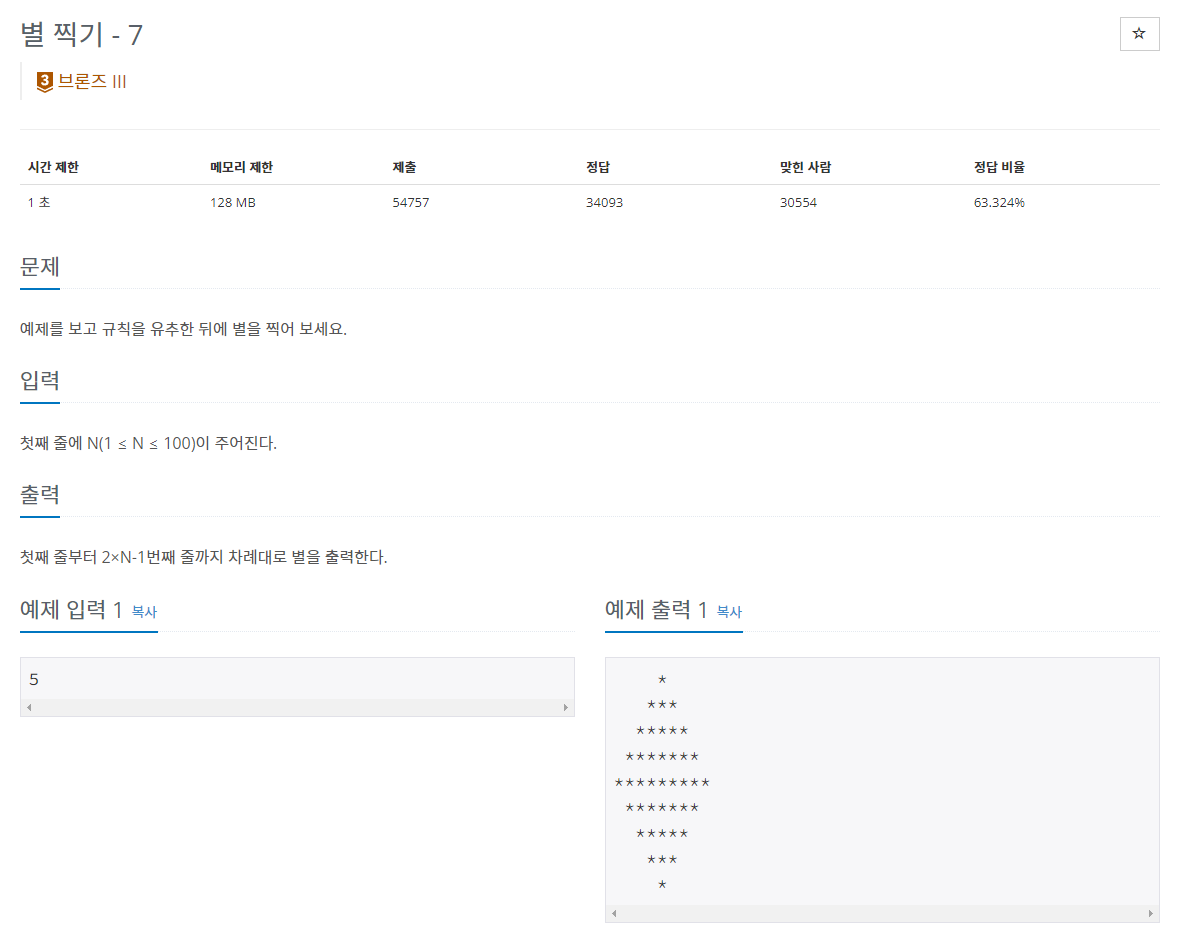 별 찍기 - 7
☆
3 브론즈 III
시간 제한 메모리 제한 제출 정답 맞힌 사람 정답 비율
1 초 128 MB 54757 34093 30554 63.324%
문제
예제를 보고 규칙을 유추한 뒤에 별을 찍어 보세요.
입력
첫째 줄에 N(1 ≤ N ≤ 100)이 주어진다.
출력
첫째 줄부터 2×N-1번째 줄까지 차례대로 별을 출력한다.
예제 입력 1 복사
5
예제 출력 1 복사
    *
   ***
  *****
 *******
*********
 *******
  *****
   ***
    *